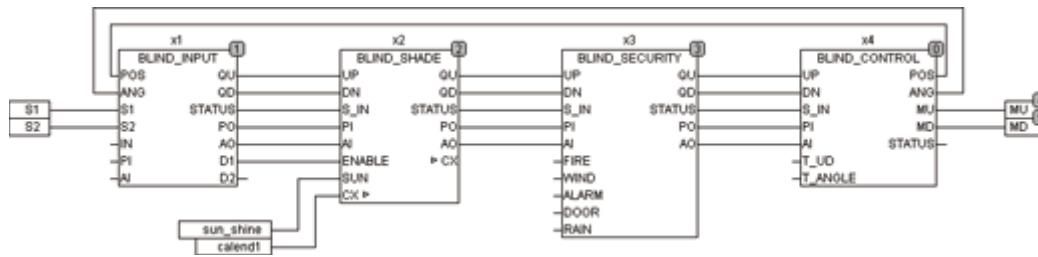 x1 x2 x3 x4
1 2 3 0
BLIND_INPUT BLIND_SHADE BLIND_SECURITY BLIND_CONTROL
POS QU UP QU UP QU UP POS
ANG QD DN QD DN QD DN ANG
S1 S1 STATUS S_IN STATUS S_IN STATUS S_IN MU MU
S2 S2 PO PI PO PI PO PI MD MD
IN AO AI AO AI AO AI STATUS
PI D1 ENABLE CX FIRE T_UD
AI D2 SUN WIND T_ANGLE
CX ALARM
DOOR
sun_shine RAIN
calend1